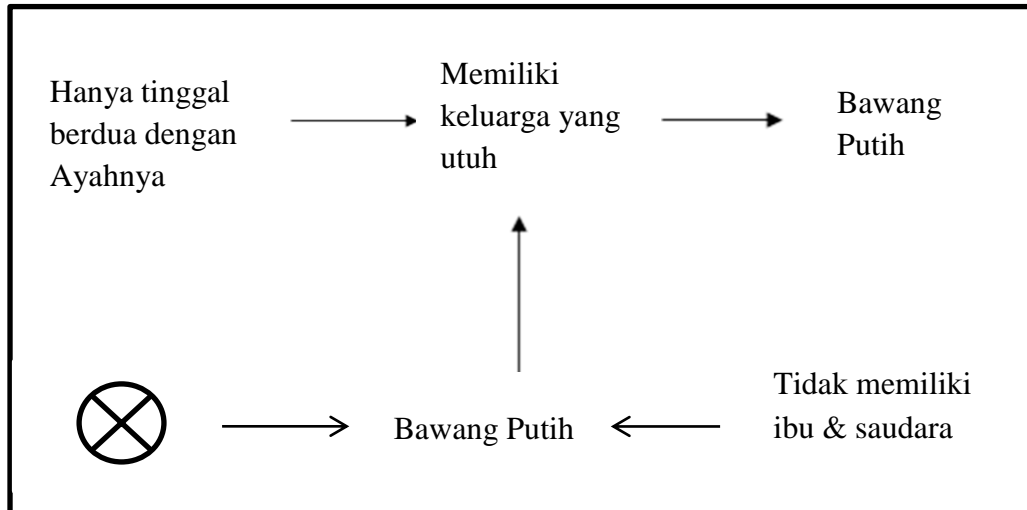 Hanya tinggal
berdua dengan
Ayahnya
Memiliki
keluarga yang
utuh
Bawang
Putih
Bawang Putih
Tidak memiliki
ibu & saudara